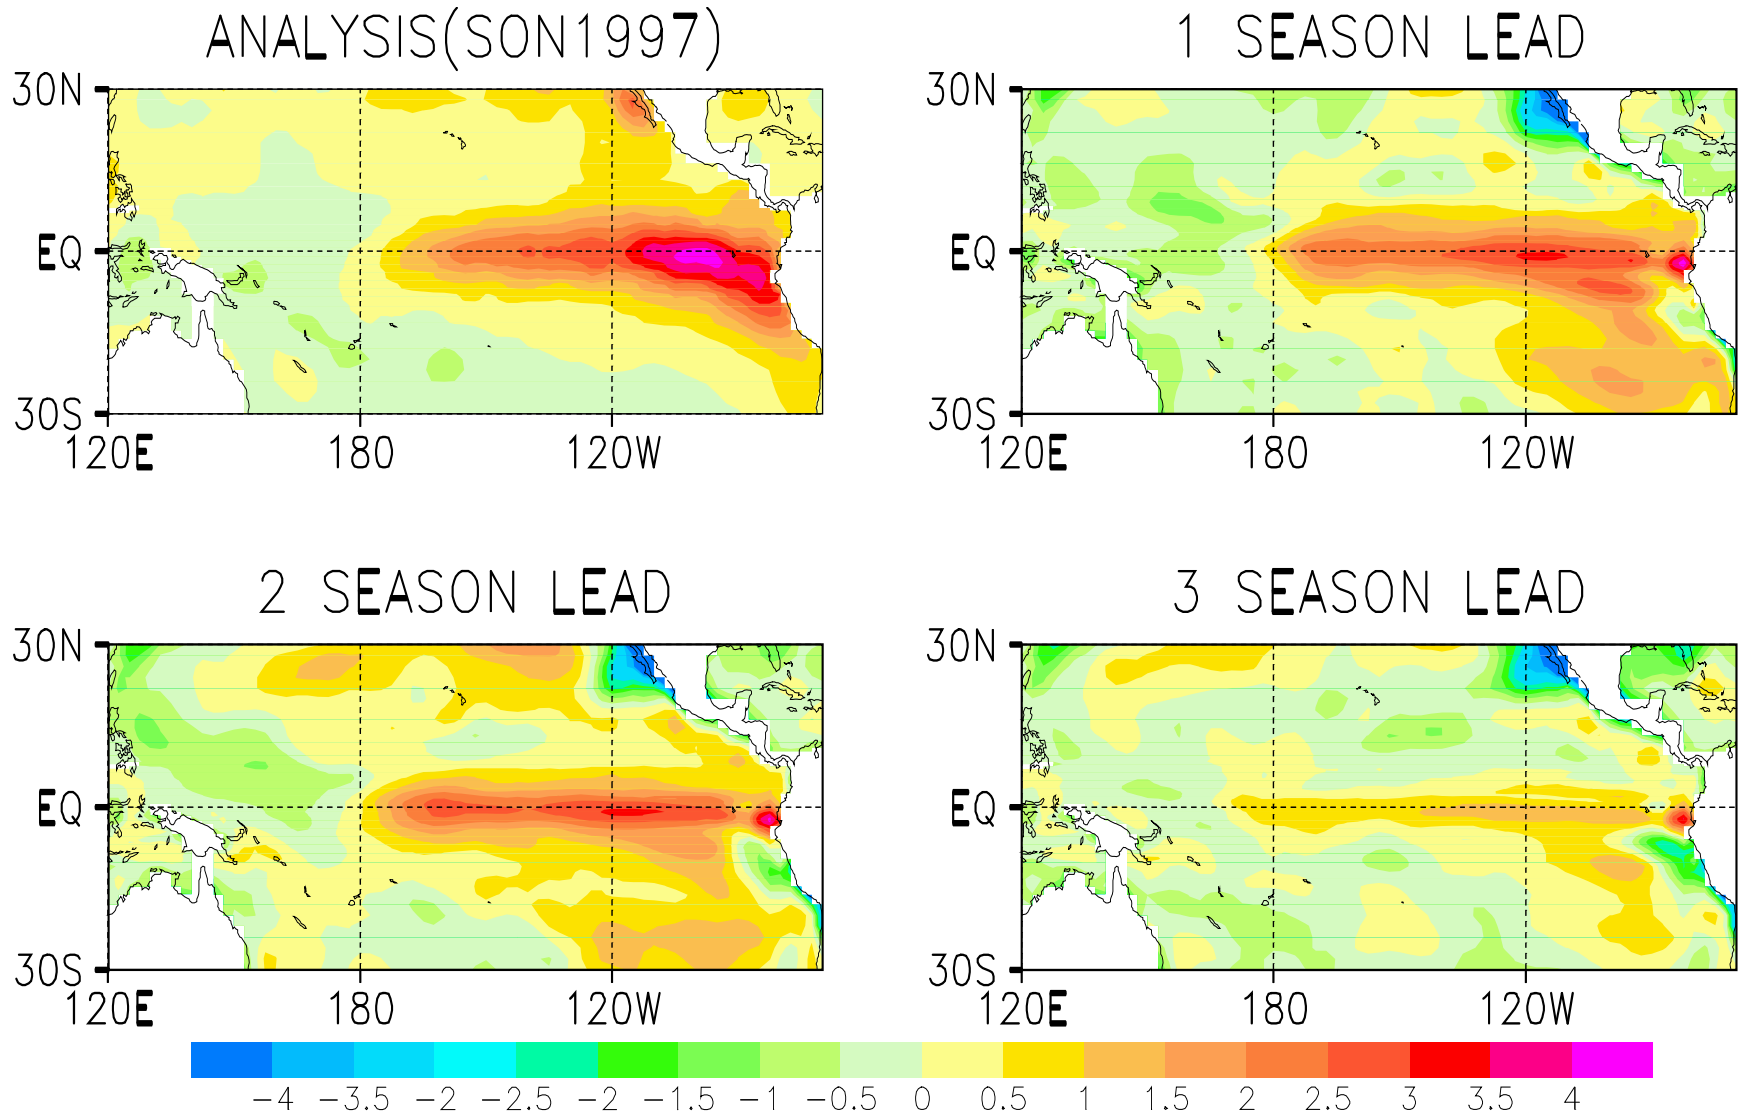 ANALYSIS(SON1997)
1 SEASON LEAD
30N
EQ
30S
120E 180 120W
30N
EQ
30S
120E 180 120W
2 SEASON LEAD
3 SEASON LEAD
30N
EQ
30S
120E 180 120W
30N
EQ
30S
120E 180 120W
-4 -3.5 -2 -2.5 -2 -1.5 -1 -0.5 0 0.5 1 1.5 2 2.5 3 3.5 4